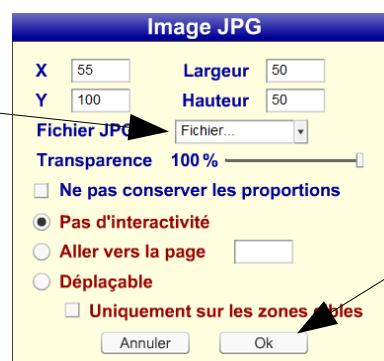 Image JPG
X 55 Largeur 50
Y 100 Hauteur 50
Fichier JPG Fichier...
Transparence 100 %
Ne pas conserver les proportions
Pas d'interactivité
Aller vers la page
Déplaçable
Uniquement sur les zones cibles
Annuler Ok